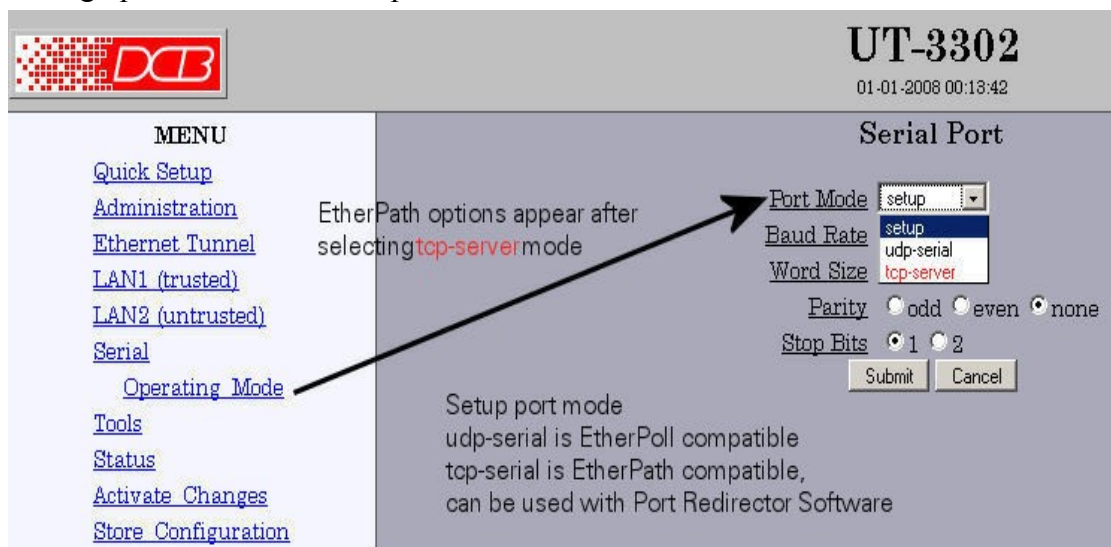 DCB
UT-3302
01-01-2008 00:13:42
MENU
Quick Setup
Administration
Ethernet Tunnel
LAN1 (trusted)
LAN2 (untrusted)
Serial
Operating Mode
Tools
Status
Activate Changes
Store Configuration
EtherPath options appear after
selecting tcp-server mode
Serial Port
Port Mode setup
setup
udp-serial
tcp-server
Baud Rate
Word Size
Parity odd even none
Stop Bits 1 2
Submit Cancel
Setup port mode
udp-serial is EtherPoll compatible
tcp-serial is EtherPath compatible,
can be used with Port Redirector Software